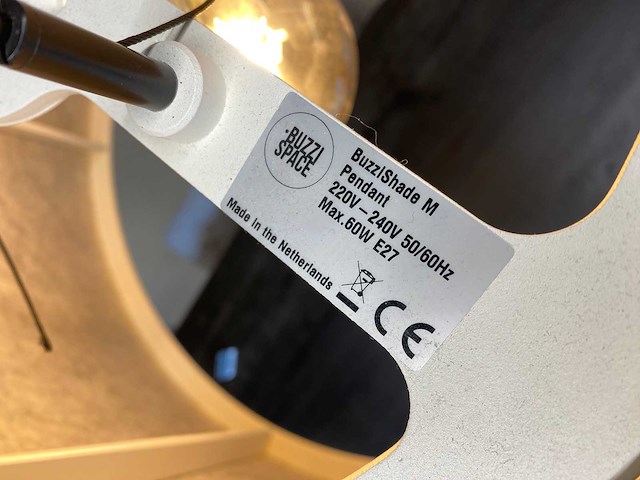 ·BUZZI
SPACE
BuzziShade M
Pendant
220V – 240V 50/60Hz
Max.60W E27
Made in the Netherlands
CE